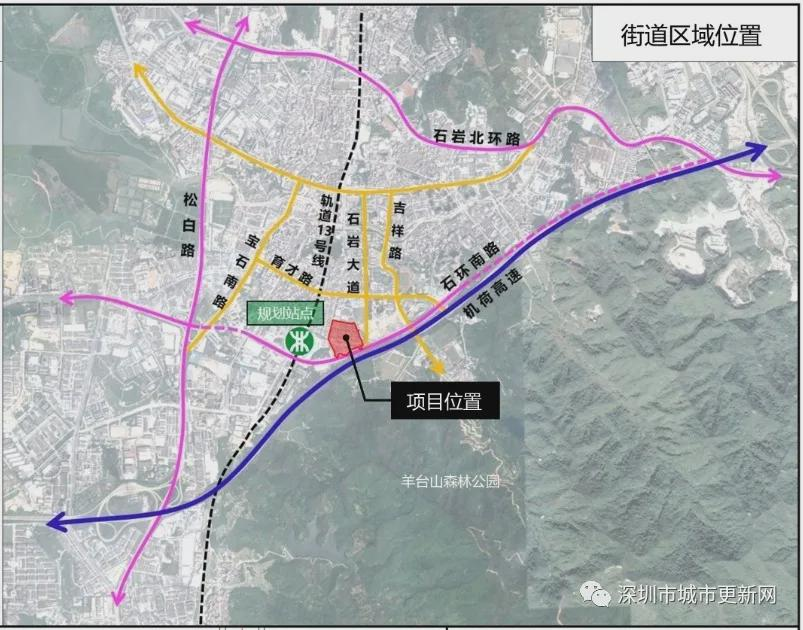 街道区域位置
石岩北环路
松白路
轨道13号线
石岩大道
吉祥路
宝石南路
育才路
石环南路
机荷高速
规划站点
项目位置
羊台山森林公园
深圳市城市更新网